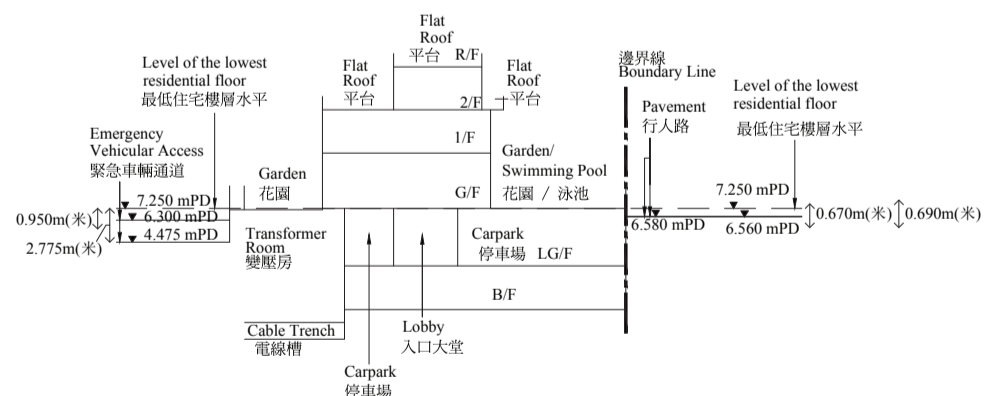 Flat
Roof
平台
R/F
Flat
Roof
平台
Flat
Roof
平台
2/F
1/F
G/F
Level of the lowest
residential floor
最低住宅樓層水平
Emergency
Vehicular Access
緊急車輛通道
Garden
花園
Garden/
Swimming Pool
花園 / 泳池
邊界線
Boundary Line
Pavement
行人路
Level of the lowest
residential floor
最低住宅樓層水平
7.250 mPD
6.300 mPD
4.475 mPD
0.950m(米)
2.775m(米)
7.250 mPD
6.580 mPD
6.560 mPD
0.670m(米)
0.690m(米)
Transformer
Room
變壓房
Carpark
停車場 LG/F
B/F
Cable Trench
電線槽
Lobby
入口大堂
Carpark
停車場